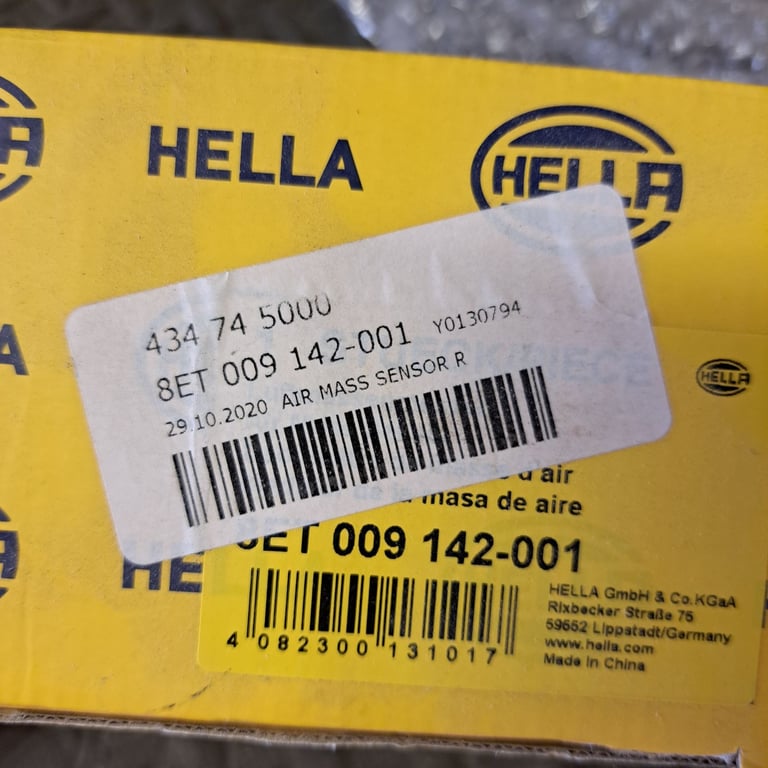 HELLA
HELLA
434 74 5000
8ET 009 142-001 Y0130794
29.10.2020 AIR MASS SENSOR R
HELLA
d'air
masa de aire
8ET 009 142-001
HE
4 082300 131017
HELLA GmbH & Co.KGaA
Rixbecker Straße 75
59552 Lippstadt/Germany
www.hella.com
Made in China